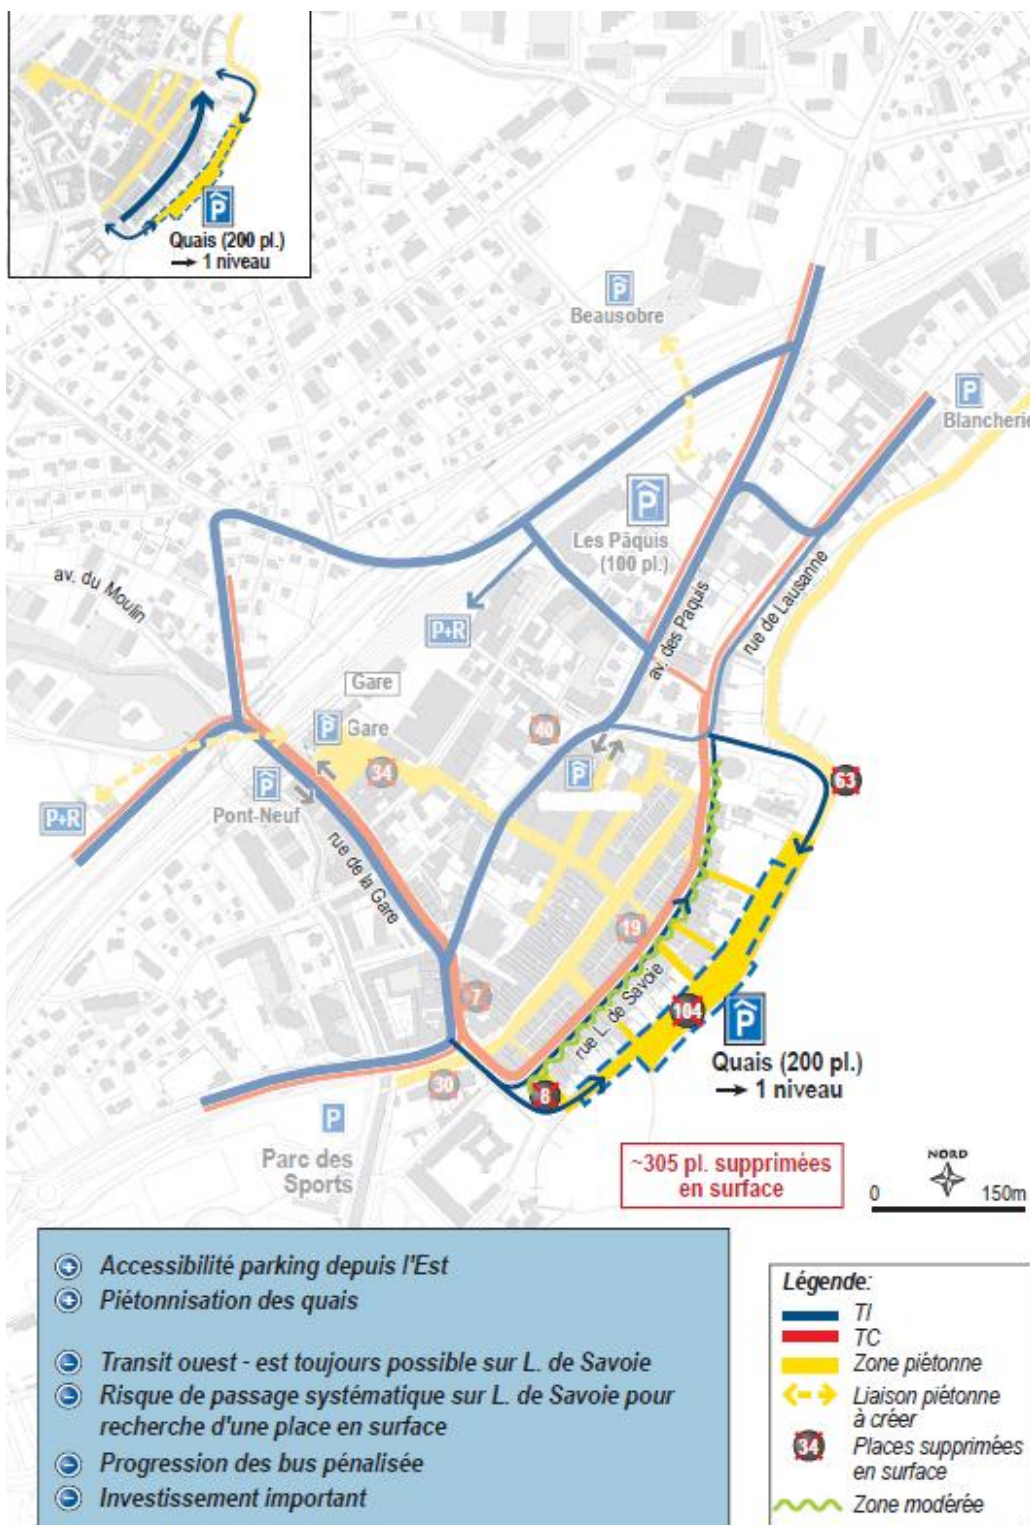 P
Quais (200 pl.)
→ 1 niveau
P
Beausobre
P
Blancherie
P
Les Pâquis
(100 pl.)
av. du Moulin
P+R
av. des Paquis
rue de Lausanne
Gare
P
Gare
40
34
P
63
P
Pont-Neuf
P+R
rue de la Gare
19
7
rue L. de Savoie
104
P
Quais (200 pl.)
→ 1 niveau
30
8
P
Parc des
Sports
~305 pl. supprimées
en surface
NORD
0 150m
Accessibilité parking depuis l'Est
Piétonnisation des quais
Transit ouest - est toujours possible sur L. de Savoie
Risque de passage systématique sur L. de Savoie pour
recherche d'une place en surface
Progression des bus pénalisée
Investissement important
Légende:
TI
TC
Zone piétonne
Liaison piétonne
à créer
34 Places supprimées
en surface
Zone modérée